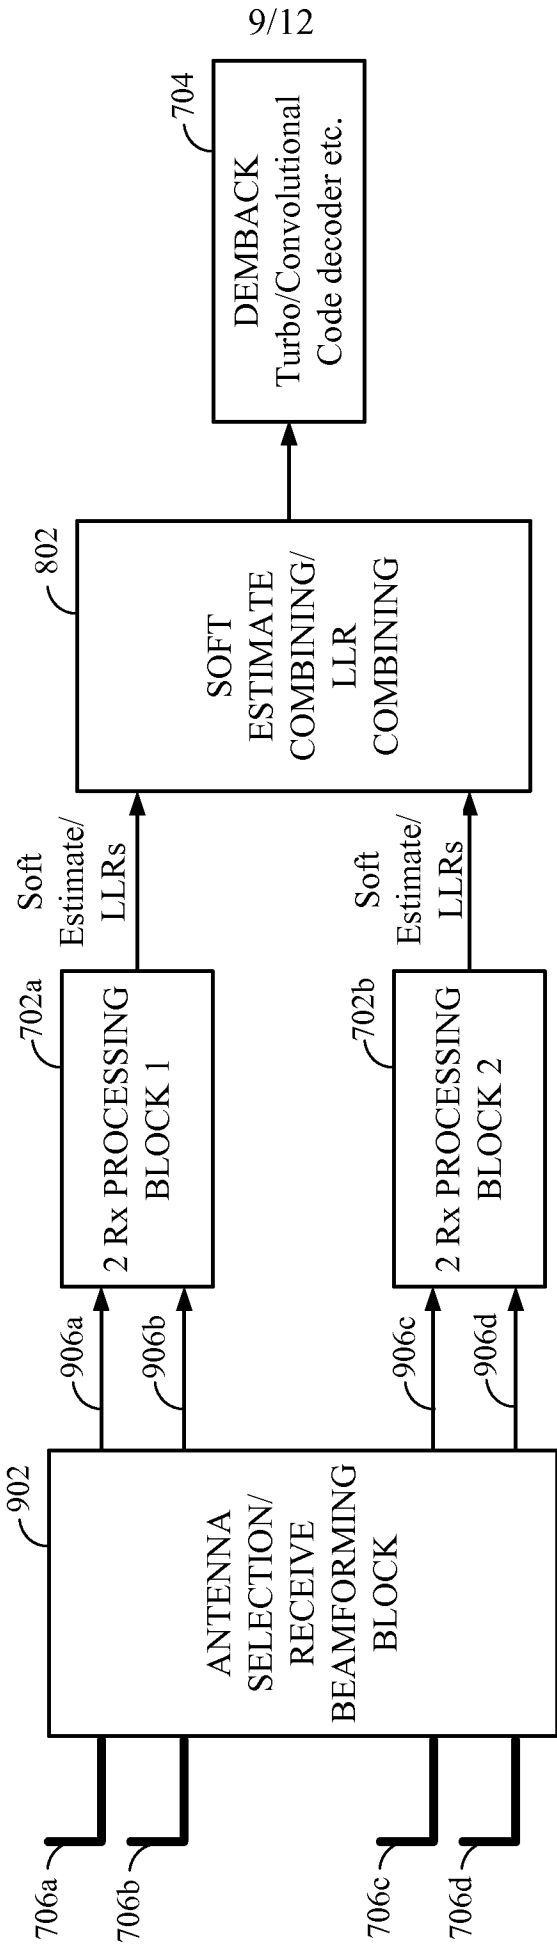 9/12
706a
706b
706c
706d
902
ANTENNA
SELECTION/
RECEIVE
BEAMFORMING
BLOCK
906a
906b
906c
906d
702a
2 Rx PROCESSING
BLOCK 1
702b
2 Rx PROCESSING
BLOCK 2
Soft
Estimate/
LLRs
Soft
Estimate/
LLRs
802
SOFT
ESTIMATE
COMBINING/
LLR
COMBINING
704
DEMBACK
Turbo/Convolutional
Code decoder etc.